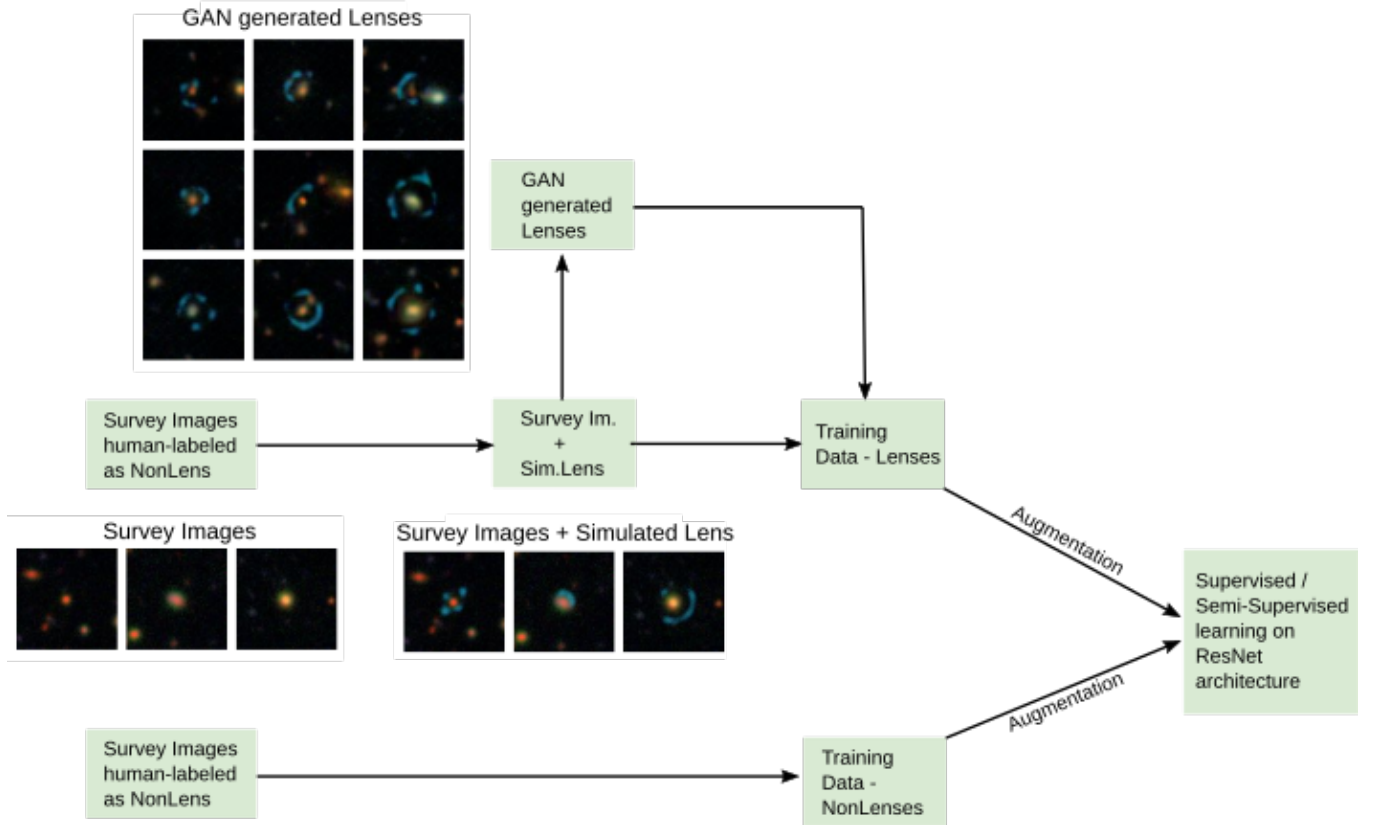 GAN generated Lenses
GAN
generated
Lenses
Survey Images
human-labeled
as NonLens
Survey Im.
+
Sim.Lens
Training
Data - Lenses
Survey Images
Survey Images + Simulated Lens
Augmentation
Supervised /
Semi-Supervised
learning on
ResNet
architecture
Augmentation
Survey Images
human-labeled
as NonLens
Training
Data -
NonLenses